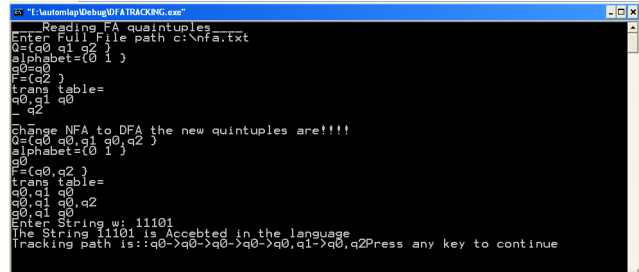 "E:\automlap\Debug\DFATRACKING.exe"
____Reading FA quaintuples____
Enter Full File path c:\nfa.txt
Q={q0 q1 q2 }
alphabet={0 1 }
q0=q0
F={q2 }
trans table=
q0,q1 q0
_ q2
_ _
change NFA to DFA the new quintuples are!!!!
Q={q0 q0,q1 q0,q2 }
alphabet={0 1 }
q0
F={q0,q2 }
trans table=
q0,q1 q0
q0,q1 q0,q2
q0,q1 q0
Enter String w: 11101
The String 11101 is Accebted in the language
Tracking path is::q0->q0->q0->q0->q0,q1->q0,q2Press any key to continue